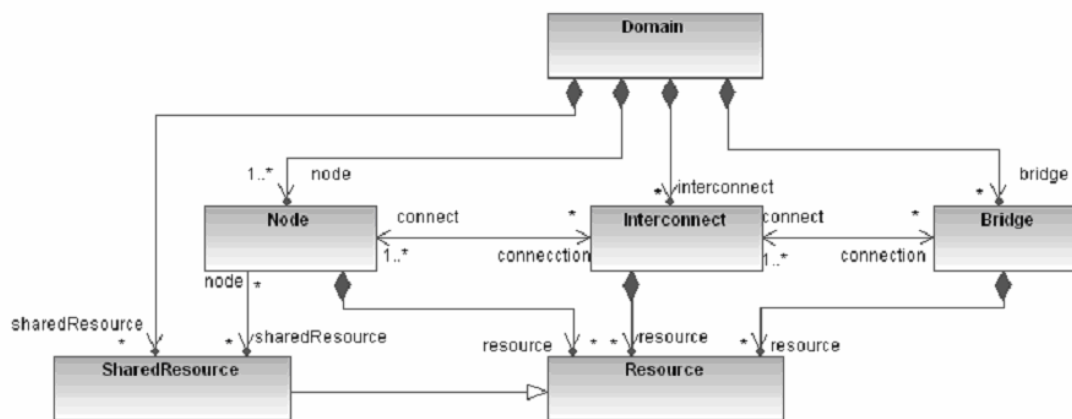 Domain
1..* node
* interconnect
bridge
*
Node
connect
*
Interconnect
connect
*
Bridge
1..*
connecction
1..*
connection
node *
sharedResource
*
* sharedResource
resource * * resource
* resource
SharedResource
Resource